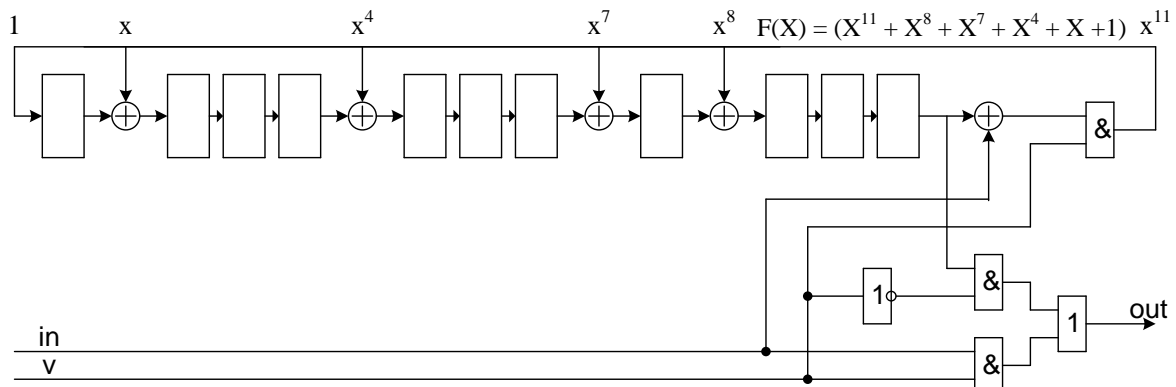 1 x x⁴ x⁷ x⁸ F(X) = (X¹¹ + X⁸ + X⁷ + X⁴ + X +1) x¹¹
&
&
1
out
1
in
v
&